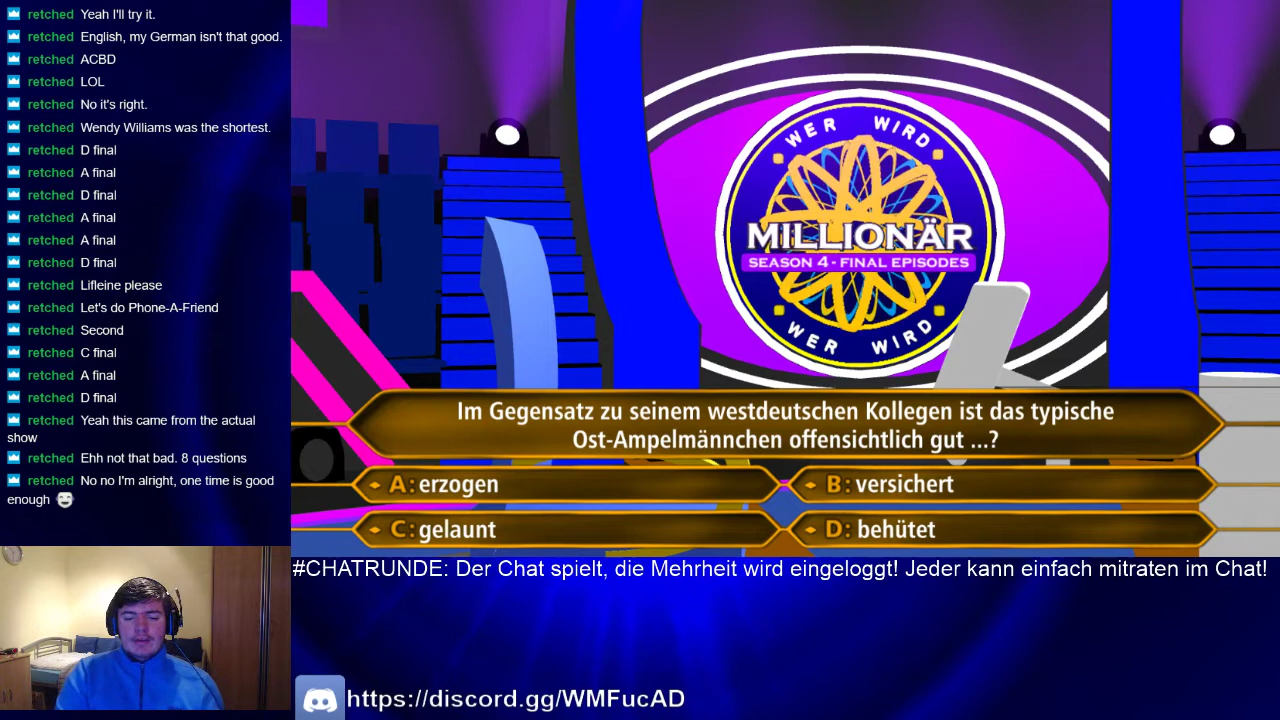 retched Yeah I'll try it.
retched English, my German isn't that good.
retched ACBD
retched LOL
retched No it's right.
retched Wendy Williams was the shortest.
retched D final
retched A final
retched D final
retched A final
retched A final
retched D final
retched Lifleine please
retched Let's do Phone-A-Friend
retched Second
retched C final
retched A final
retched D final
retched Yeah this came from the actual
show
retched Ehh not that bad. 8 questions
retched No no I'm alright, one time is good
enough
WER WIRD
MILLIONÄR
SEASON 4 - FINAL EPISODES
WER WIRD
Im Gegensatz zu seinem westdeutschen Kollegen ist das typische
Ost-Ampelmännchen offensichtlich gut ...?
A: erzogen
B: versichert
C: gelaunt
D: behütet
#CHATRUNDE: Der Chat spielt, die Mehrheit wird eingeloggt! Jeder kann einfach mitraten im Chat!
https://discord.gg/WMFucAD